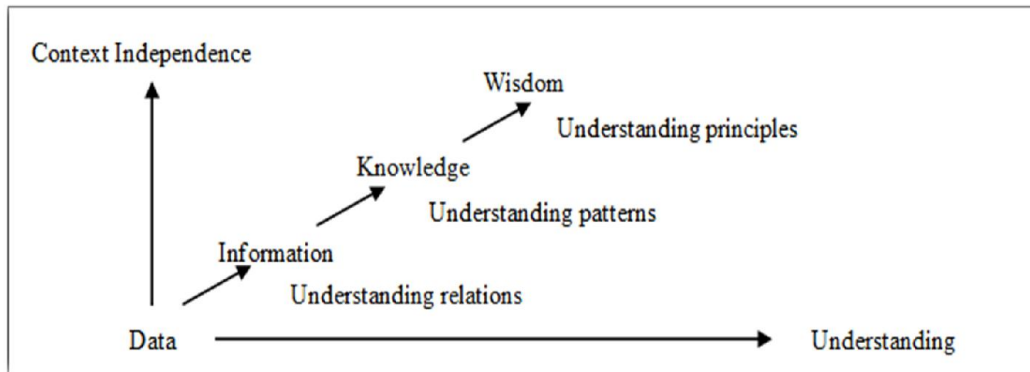 Context Independence
Wisdom
Understanding principles
Knowledge
Understanding patterns
Information
Understanding relations
Data
Understanding